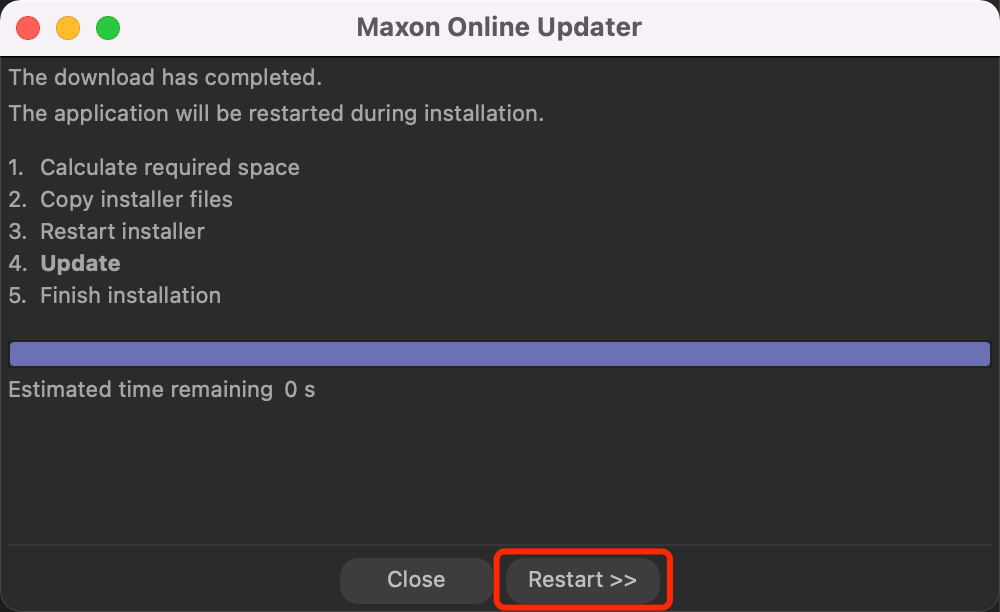 Maxon Online Updater
The download has completed.
The application will be restarted during installation.
1. Calculate required space
2. Copy installer files
3. Restart installer
4. Update
5. Finish installation
Estimated time remaining 0 s
Close
Restart >>